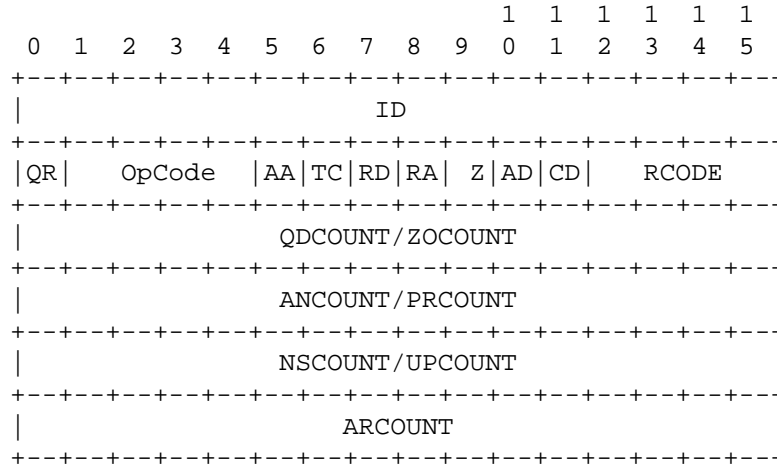 1  1  1  1  1  1
 0  1  2  3  4  5  6  7  8  9  0  1  2  3  4  5
+--+--+--+--+--+--+--+--+--+--+--+--+--+--+--+--
|                      ID
+--+--+--+--+--+--+--+--+--+--+--+--+--+--+--+--
|QR|   OpCode  |AA|TC|RD|RA| Z|AD|CD|   RCODE
+--+--+--+--+--+--+--+--+--+--+--+--+--+--+--+--
|                QDCOUNT/ZOCOUNT
+--+--+--+--+--+--+--+--+--+--+--+--+--+--+--+--
|                ANCOUNT/PRCOUNT
+--+--+--+--+--+--+--+--+--+--+--+--+--+--+--+--
|                NSCOUNT/UPCOUNT
+--+--+--+--+--+--+--+--+--+--+--+--+--+--+--+--
|                    ARCOUNT
+--+--+--+--+--+--+--+--+--+--+--+--+--+--+--+--